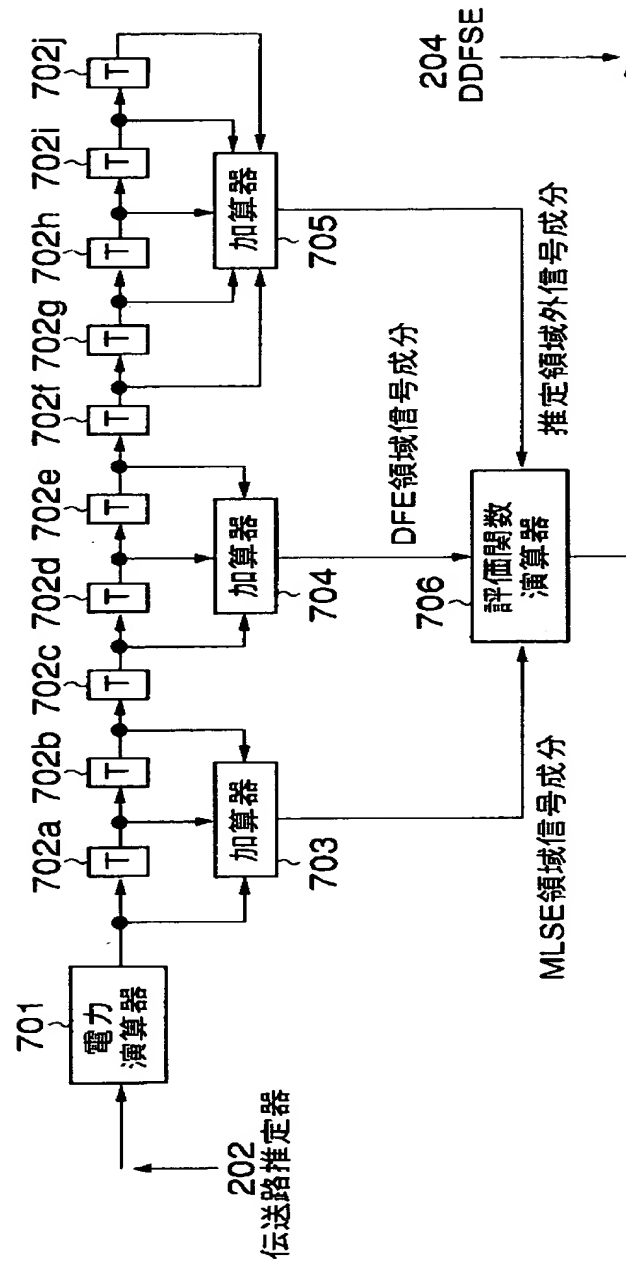 701
電力
演算器
202
伝送路推定器
702a
T
702b
T
702c
T
702d
T
702e
T
702f
T
702g
T
702h
T
702i
T
702j
T
加算器
703
加算器
704
加算器
705
MLSE領域信号成分
DFE領域信号成分
推定領域外信号成分
706
評価関数
演算器
204
DDFSE